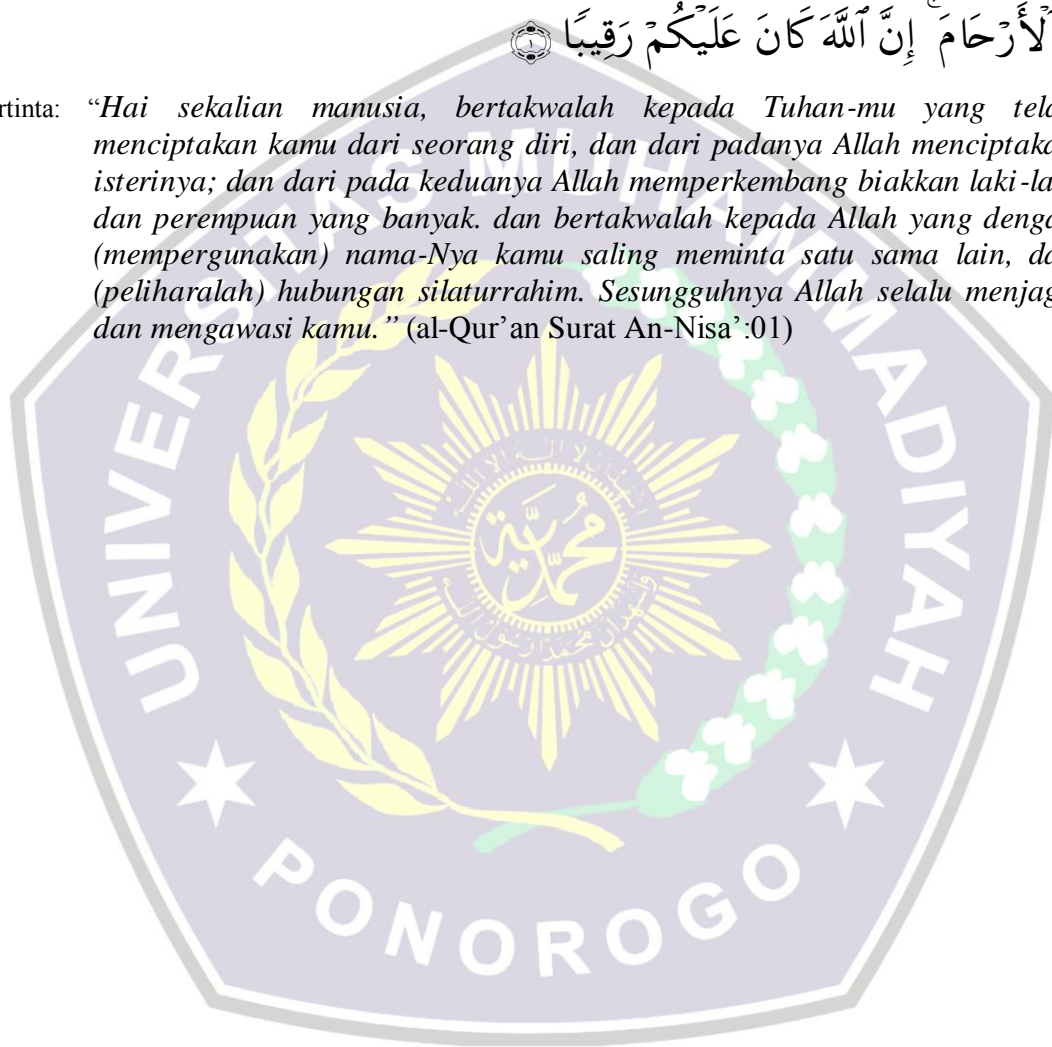 ٱلْأَرْحَامَ ۚ إِنَّ ٱللَّهَ كَانَ عَلَيْكُمْ رَقِيبًا ۝١
rtinta: “Hai sekalian manusia, bertakwalah kepada Tuhan-mu yang tela
menciptakan kamu dari seorang diri, dan dari padanya Allah menciptaka
isterinya; dan dari pada keduanya Allah memperkembang biakkan laki-la
dan perempuan yang banyak. dan bertakwalah kepada Allah yang denga
(mempergunakan) nama-Nya kamu saling meminta satu sama lain, da
(peliharalah) hubungan silaturrahim. Sesungguhnya Allah selalu menjag
dan mengawasi kamu.” (al-Qur’an Surat An-Nisa’:01)
UNIVERSITAS MUHAMMADIYAH
محمدية
PONOROGO